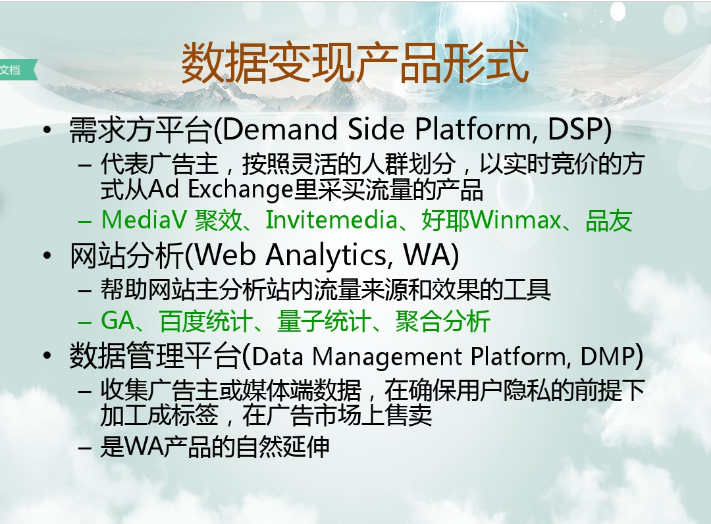 文档
数据变现产品形式
• 需求方平台(Demand Side Platform, DSP)
– 代表广告主，按照灵活的人群划分，以实时竞价的方
式从Ad Exchange里采买流量的产品
– MediaV 聚效、Invitemedia、好耶Winmax、品友
• 网站分析(Web Analytics, WA)
– 帮助网站主分析站内流量来源和效果的工具
– GA、百度统计、量子统计、聚合分析
• 数据管理平台(Data Management Platform, DMP)
– 收集广告主或媒体端数据，在确保用户隐私的前提下
加工成标签，在广告市场上售卖
– 是WA产品的自然延伸